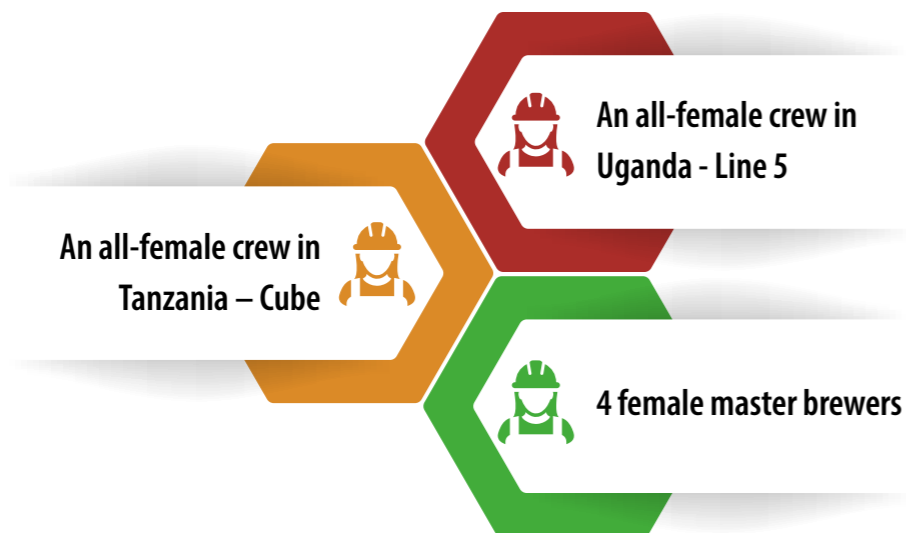 An all-female crew in
Uganda - Line 5
An all-female crew in
Tanzania – Cube
4 female master brewers